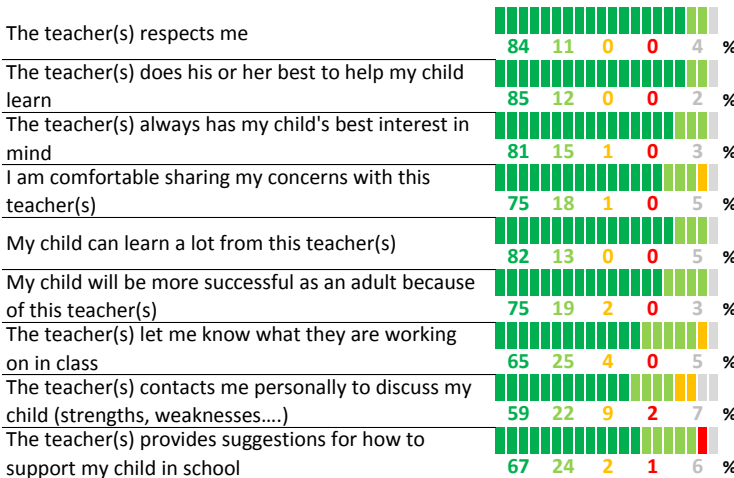 The teacher(s) respects me
84 11 0 0 4 %
The teacher(s) does his or her best to help my child
learn
85 12 0 0 2 %
The teacher(s) always has my child's best interest in
mind
81 15 1 0 3 %
I am comfortable sharing my concerns with this
teacher(s)
75 18 1 0 5 %
My child can learn a lot from this teacher(s)
82 13 0 0 5 %
My child will be more successful as an adult because
of this teacher(s)
75 19 2 0 3 %
The teacher(s) let me know what they are working
on in class
65 25 4 0 5 %
The teacher(s) contacts me personally to discuss my
child (strengths, weaknesses....)
59 22 9 2 7 %
The teacher(s) provides suggestions for how to
support my child in school
67 24 2 1 6 %